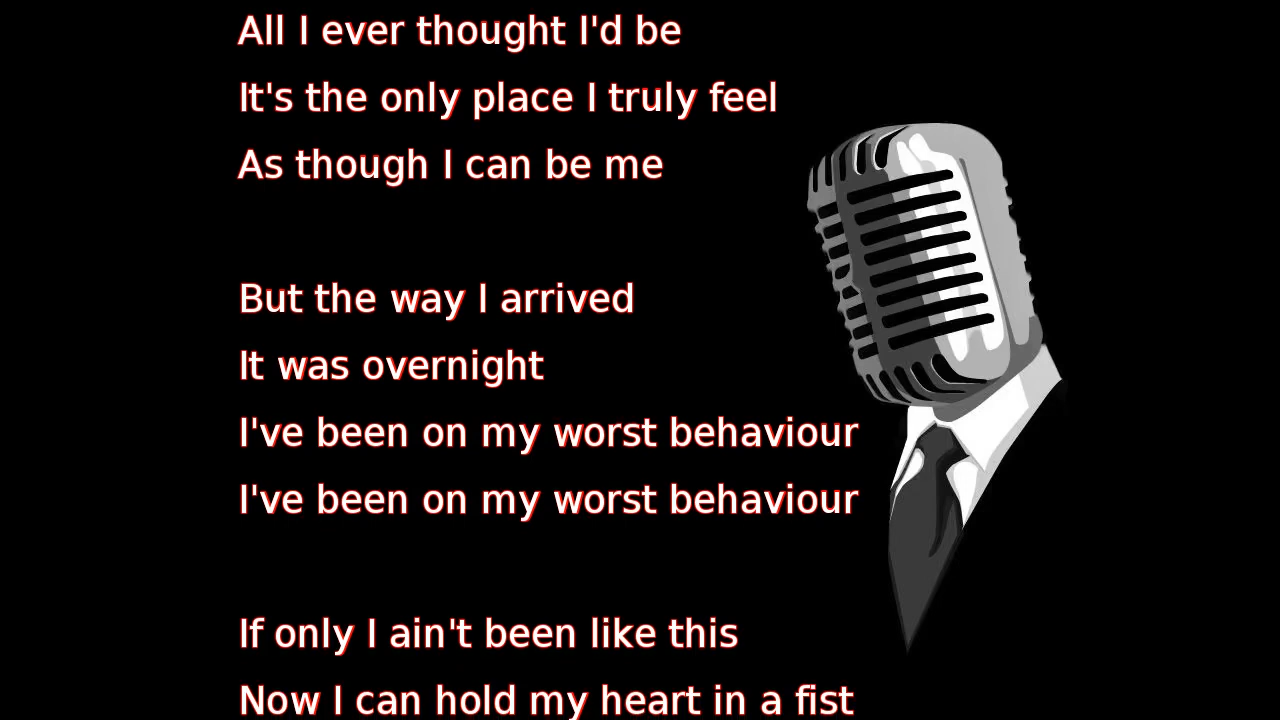 All I ever thought I'd be
It's the only place I truly feel
As though I can be me
But the way I arrived
It was overnight
I've been on my worst behaviour
I've been on my worst behaviour
If only I ain't been like this
Now I can hold my heart in a fist